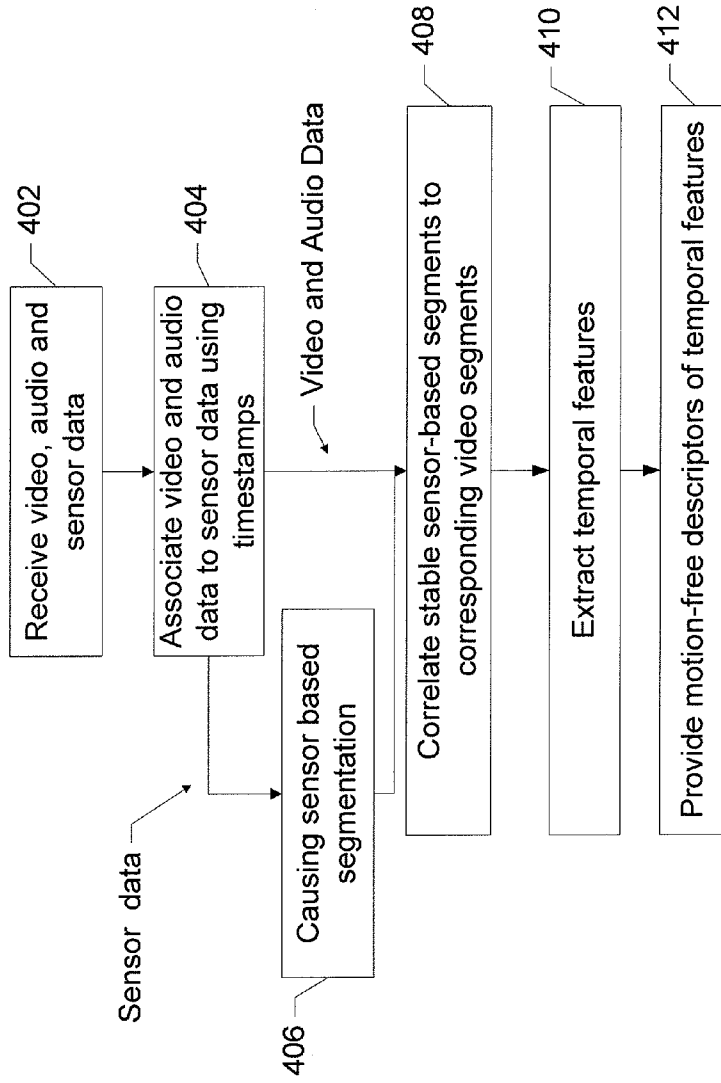 402
Receive video, audio and
sensor data
404
Associate video and audio
data to sensor data using
timestamps
Sensor data
Video and Audio Data
406
Causing sensor based
segmentation
408
Correlate stable sensor-based segments to
corresponding video segments
410
Extract temporal features
412
Provide motion-free descriptors of temporal features